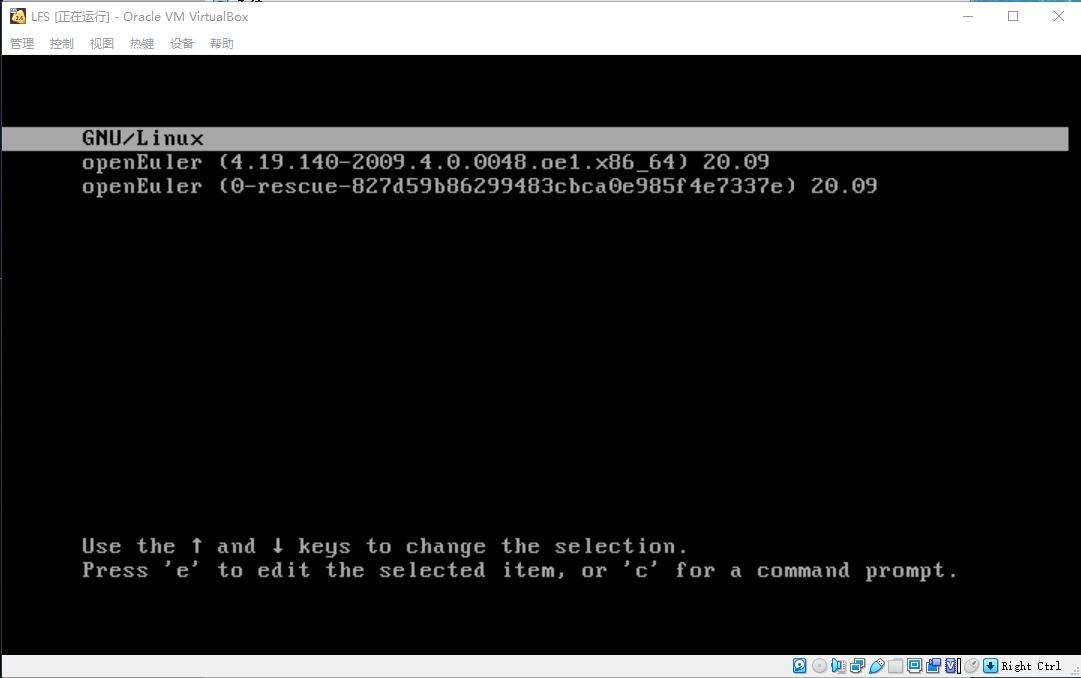 LFS [正在运行] - Oracle VM VirtualBox
管理 控制 视图 热键 设备 帮助
GNU/Linux
openEuler (4.19.140-2009.4.0.0048.oe1.x86_64) 20.09
openEuler (0-rescue-827d59b86299483cbca0e985f4e7337e) 20.09
Use the ↑ and ↓ keys to change the selection.
Press 'e' to edit the selected item, or 'c' for a command prompt.
Right Ctrl